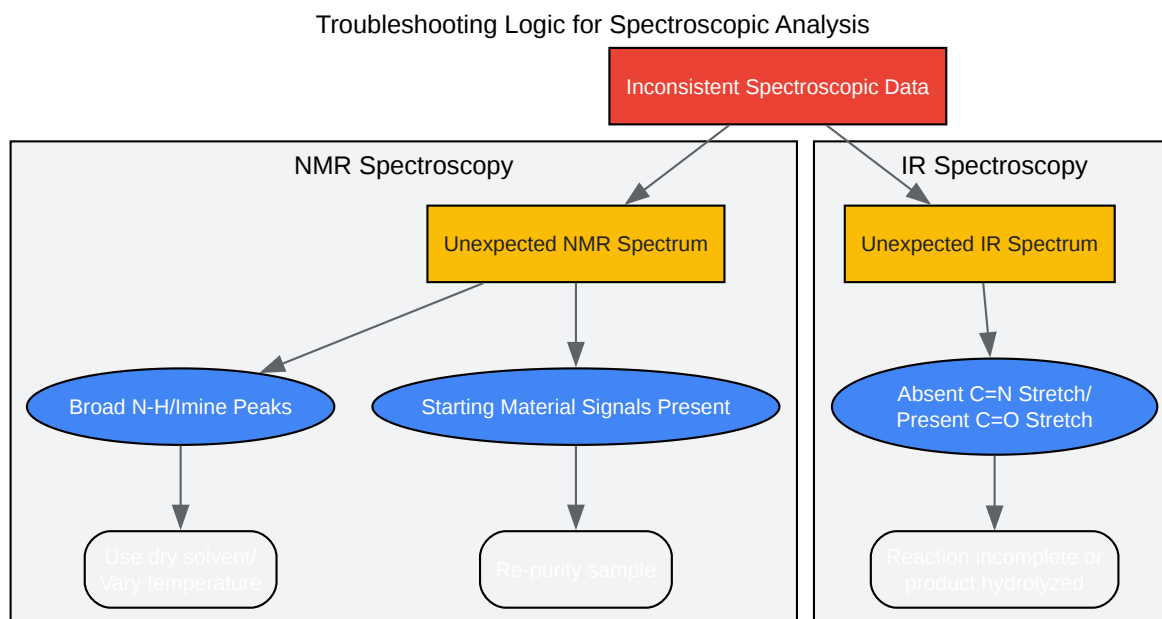 Troubleshooting Logic for Spectroscopic Analysis
Inconsistent Spectroscopic Data
NMR Spectroscopy
IR Spectroscopy
Unexpected NMR Spectrum
Unexpected IR Spectrum
Broad N-H/Imine Peaks
Starting Material Signals Present
Absent C=N Stretch/
Present C=O Stretch
Use dry solvent/
Vary temperature
Re-purify sample
Reaction incomplete or
product hydrolyzed